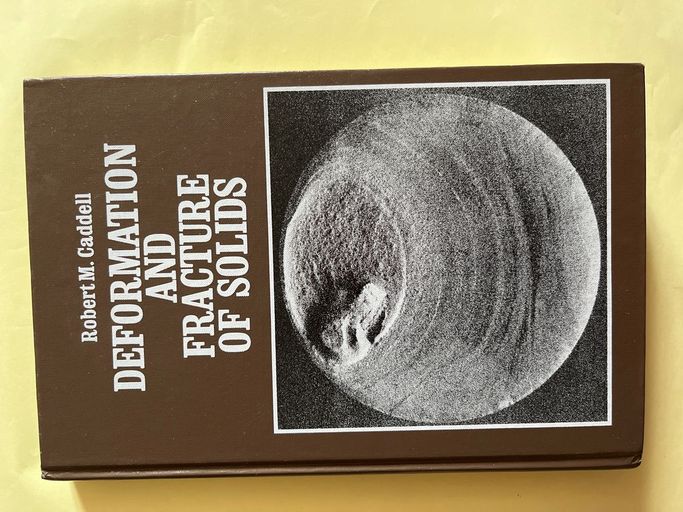 Robert M. Caddell
DEFORMATION
AND
FRACTURE
OF SOLIDS